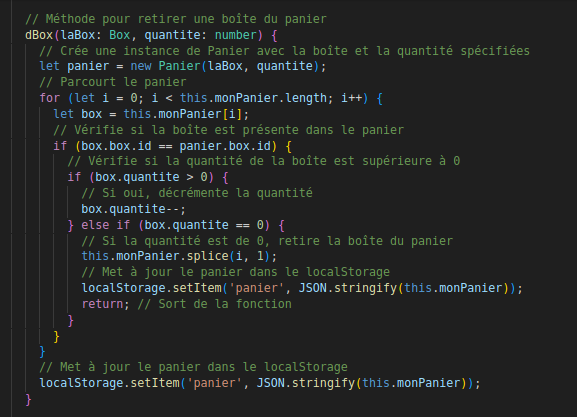 // Méthode pour retirer une boîte du panier
dBox(laBox: Box, quantite: number) {
// Crée une instance de Panier avec la boîte et la quantité spécifiées
let panier = new Panier(laBox, quantite);
// Parcourt le panier
for (let i = 0; i < this.monPanier.length; i++) {
let box = this.monPanier[i];
// Vérifie si la boîte est présente dans le panier
if (box.box.id == panier.box.id) {
// Vérifie si la quantité de la boîte est supérieure à 0
if (box.quantite > 0) {
// Si oui, décrémente la quantité
box.quantite--;
} else if (box.quantite == 0) {
// Si la quantité est de 0, retire la boîte du panier
this.monPanier.splice(i, 1);
// Met à jour le panier dans le localStorage
localStorage.setItem('panier', JSON.stringify(this.monPanier));
return; // Sort de la fonction
}
}
}
// Met à jour le panier dans le localStorage
localStorage.setItem('panier', JSON.stringify(this.monPanier));
}